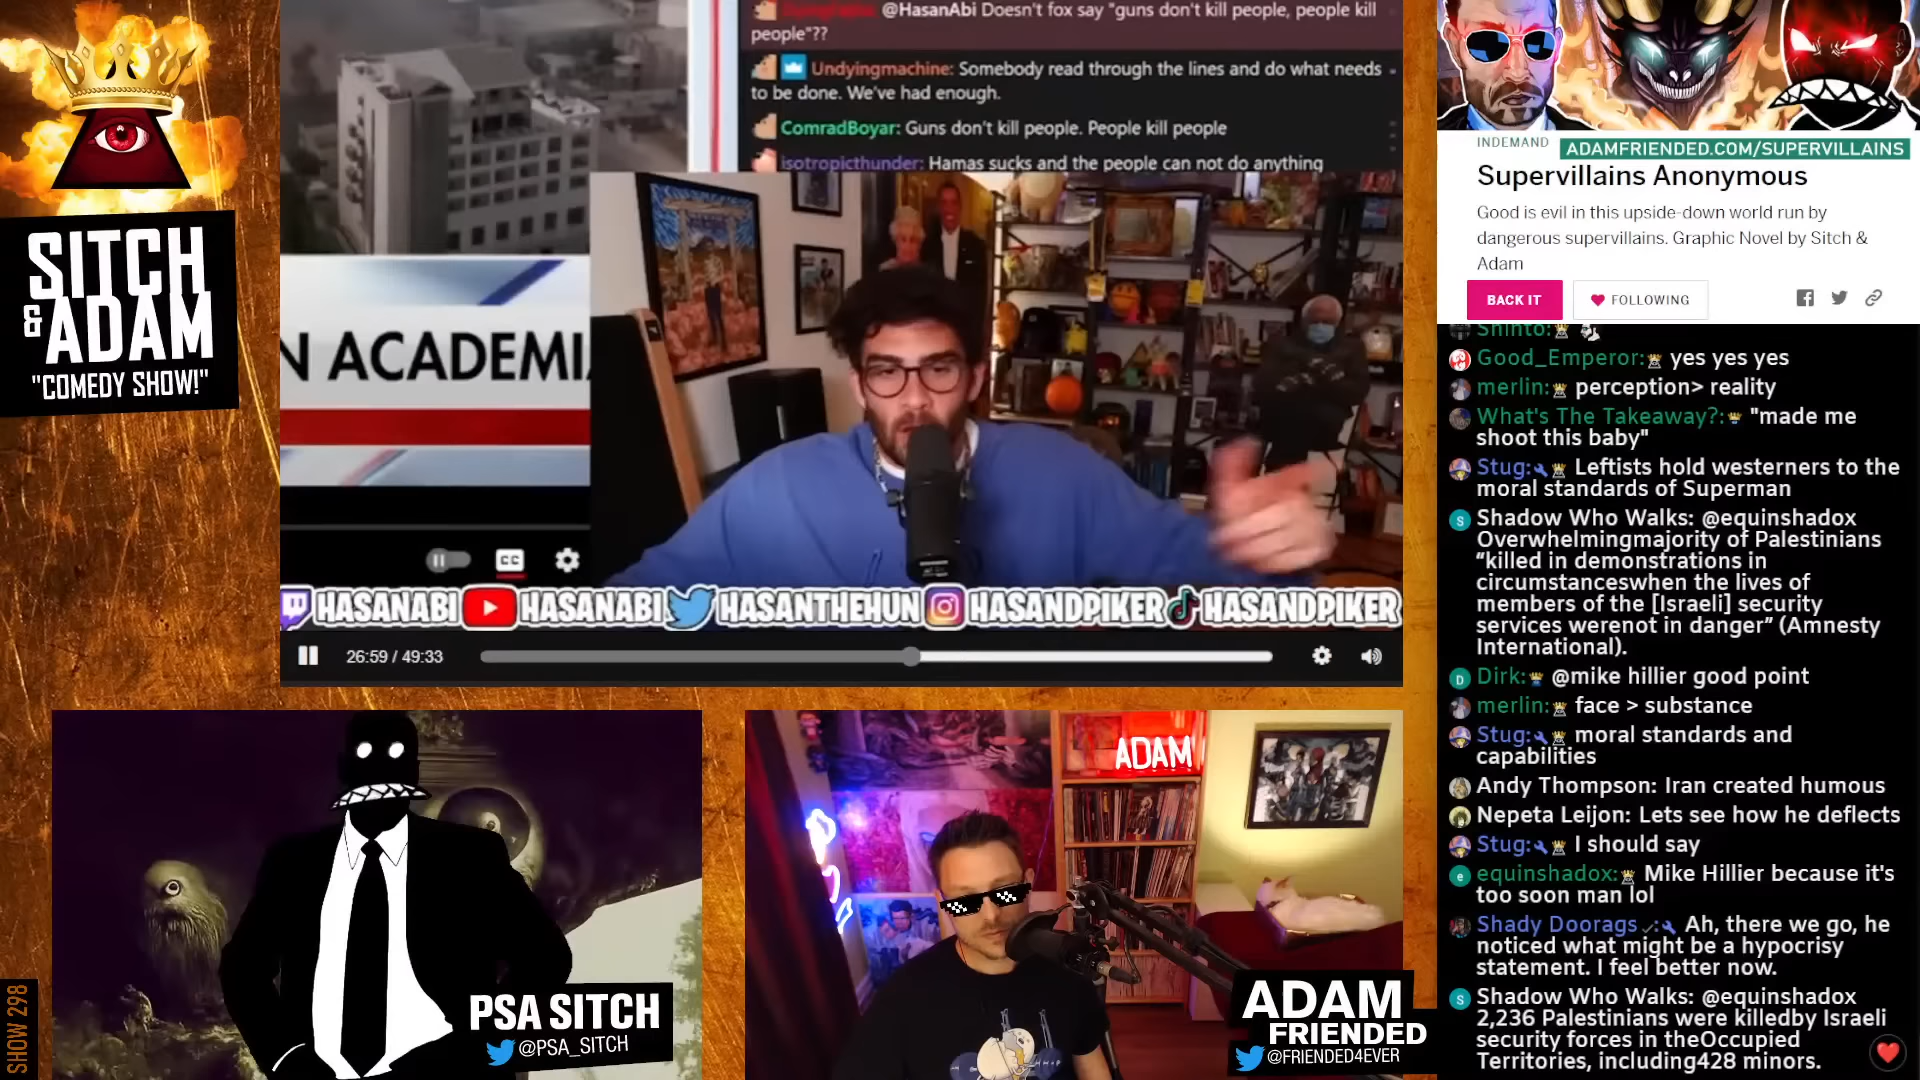 SITCH
& ADAM
"COMEDY SHOW!"
SHOW 298
@HasanAbi Doesn't fox say "guns don't kill people, people kill
people"??
Undyingmachine: Somebody read through the lines and do what needs
to be done. We've had enough.
ComradBoyar: Guns don't kill people. People kill people
isotropicthunder: Hamas sucks and the people can not do anything
N ACADEMI
CC
HASANABI HASANABI HASANTHEHUN HASANDPIKER HASANDPIKER
26:59 / 49:33
PSA SITCH
@PSA_SITCH
ADAM
ADAM
FRIENDED
@FRIENDED4EVER
INDEMAND
ADAMFRIENDED.COM/SUPERVILLAINS
Supervillains Anonymous
Good is evil in this upside-down world run by
dangerous supervillains. Graphic Novel by Sitch &
Adam
BACK IT
FOLLOWING
Shinto:
Good_Emperor: yes yes yes
merlin: perception> reality
What's The Takeaway?: "made me
shoot this baby"
Stug: Leftists hold westerners to the
moral standards of Superman
Shadow Who Walks: @equinshadox
Overwhelmingmajority of Palestinians
“killed in demonstrations in
circumstanceswhen the lives of
members of the [Israeli] security
services werenot in danger” (Amnesty
International).
Dirk: @mike hillier good point
merlin: face > substance
Stug: moral standards and
capabilities
Andy Thompson: Iran created humous
Nepeta Leijon: Lets see how he deflects
Stug: I should say
equinshadox: Mike Hillier because it's
too soon man lol
Shady Doorags: Ah, there we go, he
noticed what might be a hypocrisy
statement. I feel better now.
Shadow Who Walks: @equinshadox
2,236 Palestinians were killedby Israeli
security forces in theOccupied
Territories, including428 minors.